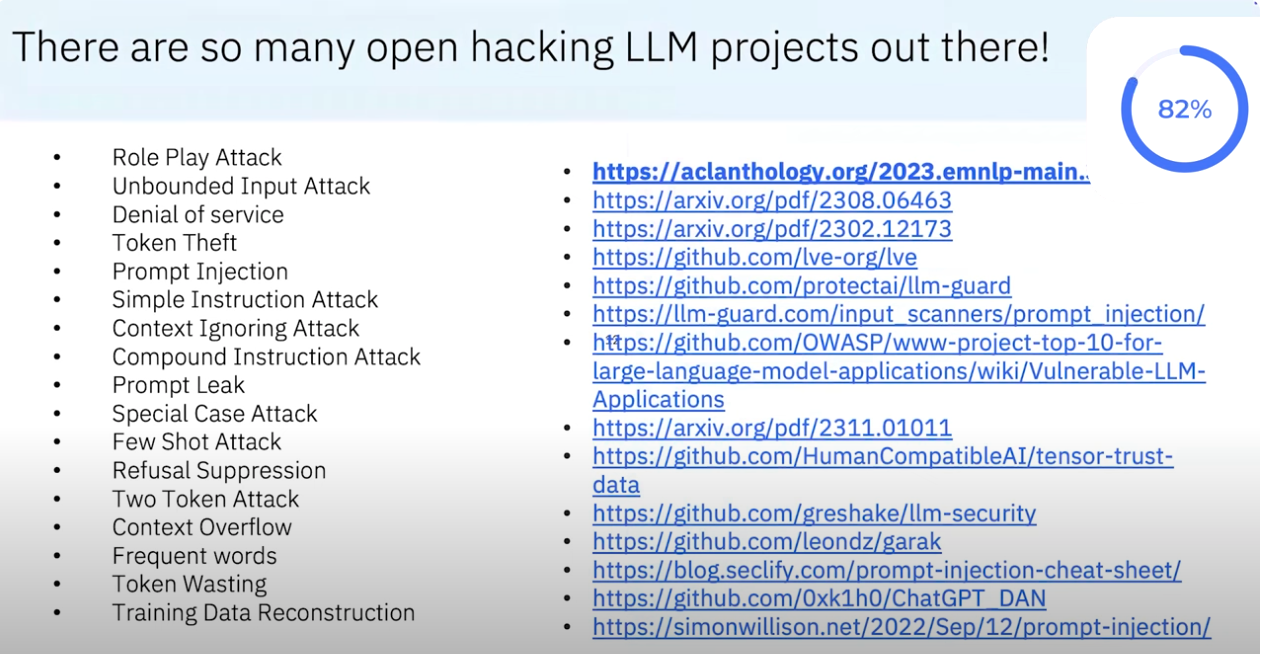 There are so many open hacking LLM projects out there!
82%
• Role Play Attack
• Unbounded Input Attack
• Denial of service
• Token Theft
• Prompt Injection
• Simple Instruction Attack
• Context Ignoring Attack
• Compound Instruction Attack
• Prompt Leak
• Special Case Attack
• Few Shot Attack
• Refusal Suppression
• Two Token Attack
• Context Overflow
• Frequent words
• Token Wasting
• Training Data Reconstruction
• https://aclanthology.org/2023.emnlp-main..
• https://arxiv.org/pdf/2308.06463
• https://arxiv.org/pdf/2302.12173
• https://github.com/lve-org/lve
• https://github.com/protectai/llm-guard
• https://llm-guard.com/input_scanners/prompt_injection/
• https://github.com/OWASP/www-project-top-10-for-
large-language-model-applications/wiki/Vulnerable-LLM-
Applications
• https://arxiv.org/pdf/2311.01011
• https://github.com/HumanCompatibleAI/tensor-trust-
data
• https://github.com/greshake/llm-security
• https://github.com/leondz/garak
• https://blog.seclify.com/prompt-injection-cheat-sheet/
• https://github.com/0xk1h0/ChatGPT_DAN
• https://simonwillison.net/2022/Sep/12/prompt-injection/